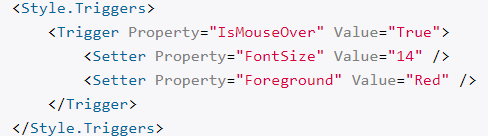 <Style.Triggers>
    <Trigger Property="IsMouseOver" Value="True">
        <Setter Property="FontSize" Value="14" />
        <Setter Property="Foreground" Value="Red" />
    </Trigger>
</Style.Triggers>